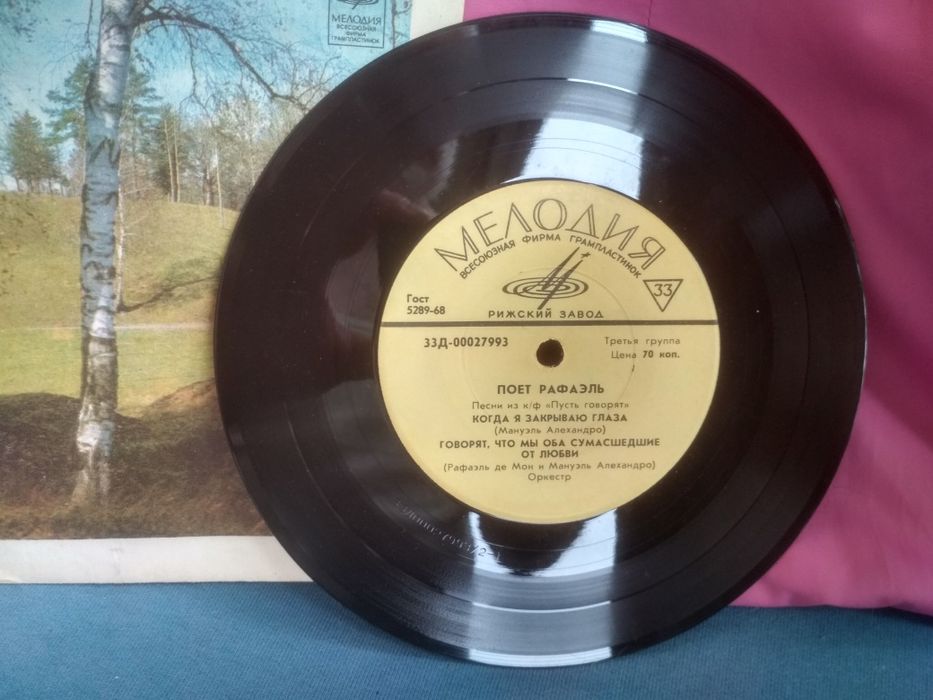 МЕЛОДИЯ
ВСЕСОЮЗНАЯ
ФИРМА
ГРАМПЛАСТИНОК
МЕЛОДИЯ
ВСЕСОЮЗНАЯ ФИРМА ГРАМПЛАСТИНОК
33
Гост
5289-68
РИЖСКИЙ ЗАВОД
33Д-00027993
Третья группа
Цена 70 коп.
ПОЕТ РАФАЭЛЬ
Песни из к/ф «Пусть говорят»
КОГДА Я ЗАКРЫВАЮ ГЛАЗА
(Мануэль Алехандро)
ГОВОРЯТ, ЧТО МЫ ОБА СУМАСШЕДШИЕ
ОТ ЛЮБВИ
(Рафаэль де Мон и Мануэль Алехандро)
Оркестр